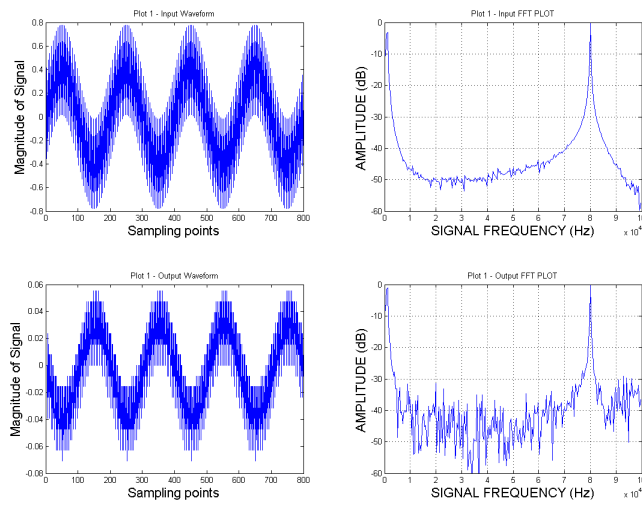 Plot 1 - Input Waveform
Magnitude of Signal
0.8
0.6
0.4
0.2
0
-0.2
-0.4
-0.6
-0.8
0 100 200 300 400 500 600 700 800
Sampling points
Plot 1 - Input FFT PLOT
AMPLITUDE (dB)
0
-10
-20
-30
-40
-50
-60
0 1 2 3 4 5 6 7 8 9 10
x 10^4
SIGNAL FREQUENCY (Hz)
Plot 1 - Output Waveform
Magnitude of Signal
0.06
0.04
0.02
0
-0.02
-0.04
-0.06
-0.08
0 100 200 300 400 500 600 700 800
Sampling points
Plot 1 - Output FFT PLOT
AMPLITUDE (dB)
0
-10
-20
-30
-40
-50
-60
0 1 2 3 4 5 6 7 8 9 10
x 10^4
SIGNAL FREQUENCY (Hz)